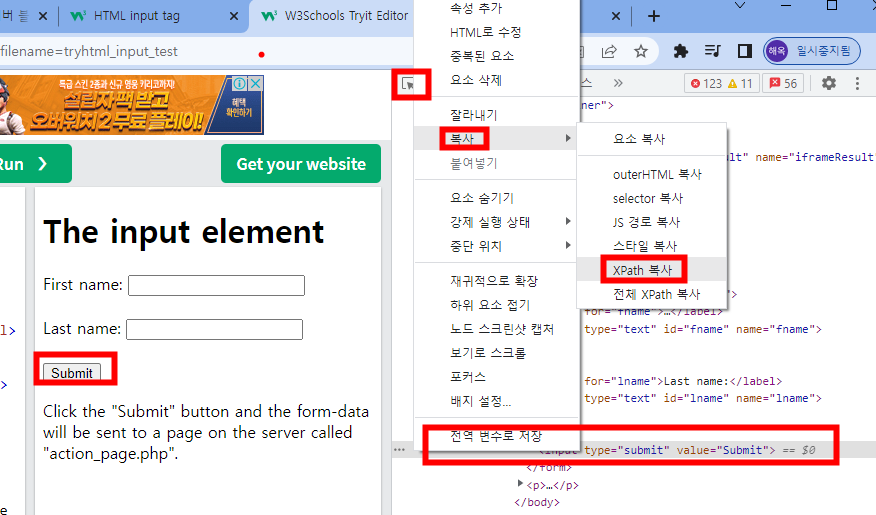 버 튼
HTML input tag
W3Schools Tryit Editor
filename=tryhtml_input_test
해욱 일시중지됨
특급 스킨 2종과 신규 영웅 키리코까지!
설립자 팩 받고
오버워치2 무료 플레이!
혜택
확인하기
Run
Get your website
The input element
First name:
Last name:
Submit
Click the "Submit" button and the form-data
will be sent to a page on the server called
"action_page.php".
속성 추가
HTML로 수정
중복된 요소
요소 삭제
잘라내기
복사
붙여넣기
요소 숨기기
강제 실행 상태
중단 위치
재귀적으로 확장
하위 요소 접기
노드 스크린샷 캡처
보기로 스크롤
포커스
배지 설정...
전역 변수로 저장
요소 복사
outerHTML 복사
selector 복사
JS 경로 복사
스타일 복사
XPath 복사
전체 XPath 복사
스
123 11 56
ner">
ult" name="iframeResult"
">
for="fname">…</label>
type="text" id="fname" name="fname">
for="lname">Last name:</label>
type="text" id="lname" name="lname">
<input type="submit" value="Submit"> == $0
</form>
<p>…</p>
</body>
l>
>
e